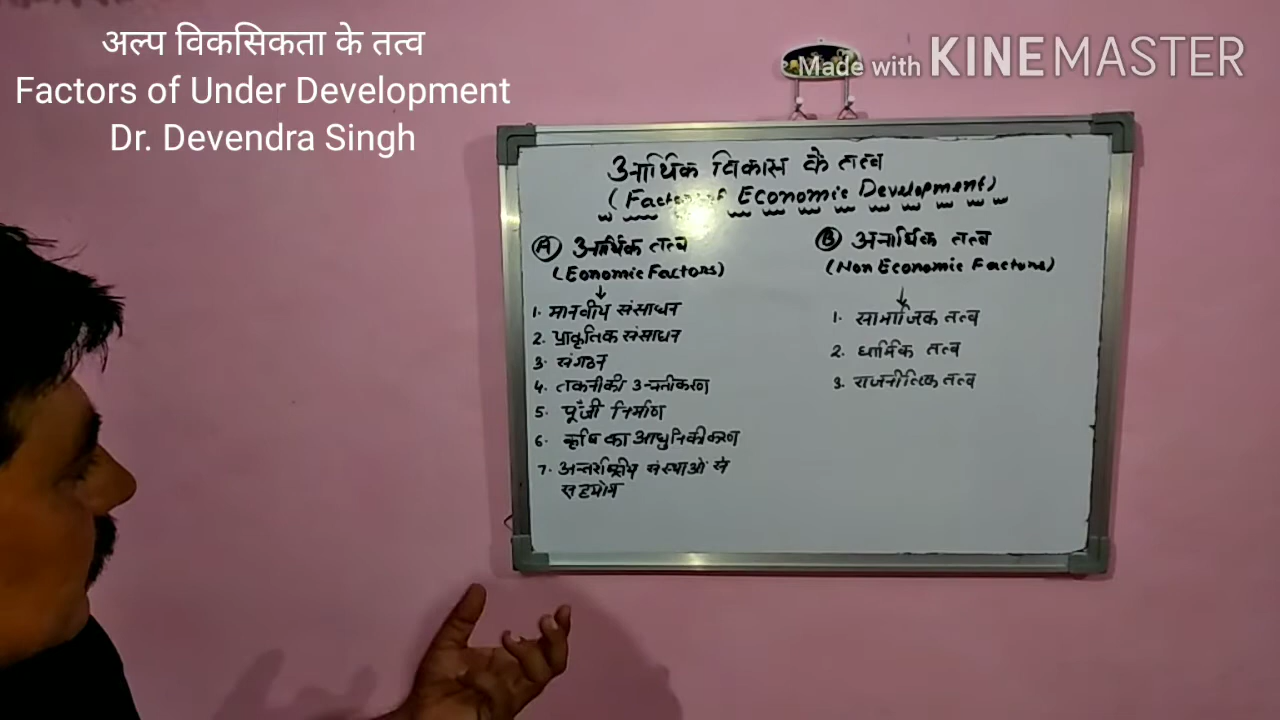 अल्प विकसिकता के तत्व
Factors of Under Development
Dr. Devendra Singh
Made with KINEMASTER
आर्थिक विकास के तत्व
(Factors of Economic Development)
(A) आर्थिक तत्व
(Eonomic Factors)
1. मानवीय संसाधन
2. प्राकृतिक संसाधन
3. संगठन
4. तकनीकी उन्नतीकरण
5. पूँजी निर्माण
6. कृषि का आधुनिकीकरण
7. अन्तर्राष्ट्रीय संस्थाओं से
सहयोग
(B) अनार्थिक तत्व
(Non Economic Factors)
1. सामाजिक तत्व
2. धार्मिक तत्व
3. राजनीतिक तत्व